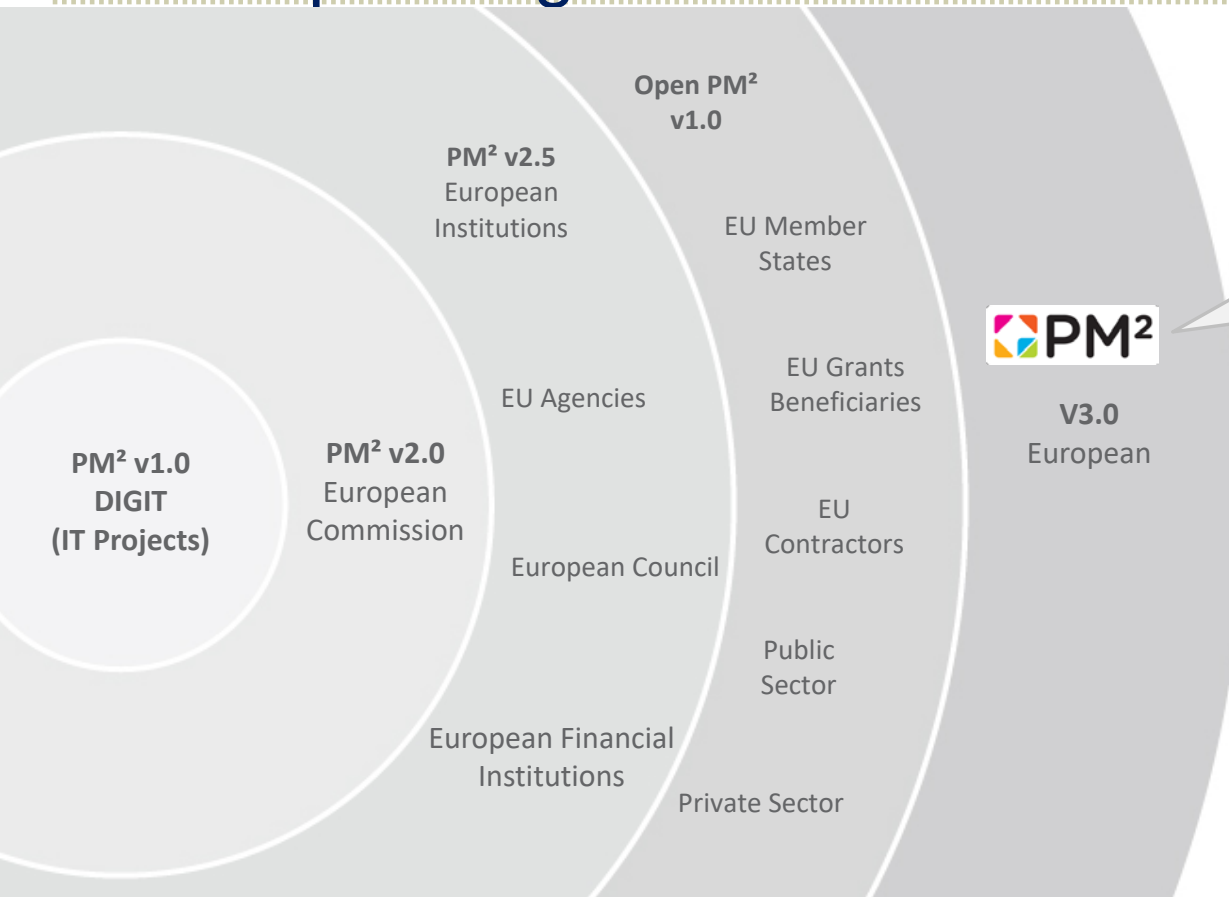 PM² v1.0
DIGIT
(IT Projects)
PM² v2.0
European
Commission
PM² v2.5
European
Institutions
EU Agencies
European Council
European Financial
Institutions
Open PM²
v1.0
EU Member
States
EU Grants
Beneficiaries
EU
Contractors
Public
Sector
Private Sector
PM²
V3.0
European